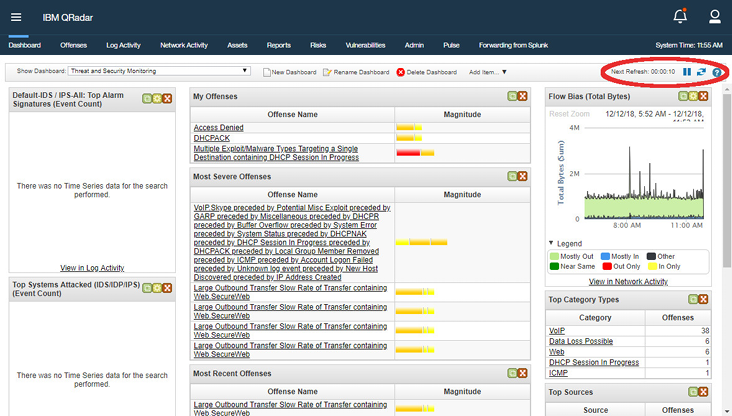 IBM QRadar
Dashboard Offenses Log Activity Network Activity Assets Reports Risks Vulnerabilities Admin Pulse Forwarding from Splunk System Time: 11:55 AM
Show Dashboard: Threat and Security Monitoring New Dashboard Rename Dashboard Delete Dashboard Add Item... Next Refresh: 00:00:10
Default-IDS / IPS-All: Top Alarm
Signatures (Event Count)
There was no Time Series data for the search
performed.
View in Log Activity
Top Systems Attacked (IDS/IDP/IPS)
(Event Count)
There was no Time Series data for the search
performed.
My Offenses
Offense Name Magnitude
Access Denied
DHCPACK
Multiple Exploit/Malware Types Targeting a Single
Destination containing DHCP Session In Progress
Most Severe Offenses
Offense Name Magnitude
VoIP.Skype preceded by Potential Misc Exploit preceded by
GARP preceded by Miscellaneous preceded by DHCPR
preceded by Buffer Overflow preceded by System Error
preceded by System Status preceded by DHCPNAK
preceded by DHCP Session In Progress preceded by
DHCPACK preceded by Local Group Member Removed
preceded by ICMP preceded by Account Logon Failed
preceded by Unknown log event preceded by New Host
Discovered preceded by IP Address Created
Large Outbound Transfer Slow Rate of Transfer containing
Web.SecureWeb
Large Outbound Transfer Slow Rate of Transfer containing
Web.SecureWeb
Large Outbound Transfer Slow Rate of Transfer containing
Web.SecureWeb
Large Outbound Transfer Slow Rate of Transfer containing
Web.SecureWeb
Most Recent Offenses
Offense Name Magnitude
Large Outbound Transfer Slow Rate of Transfer containing
Web.SecureWeb
Large Outbound Transfer Slow Rate of Transfer containing
Flow Bias (Total Bytes)
Reset Zoom 12/12/18, 5:52 AM - 12/12/18,
Total Bytes (Sum)
4M
2M
0
8:00 AM 11:00 AM
Legend
Mostly Out Mostly In Other
Near Same Out Only In Only
View in Network Activity
Top Category Types
Category Offenses
VoIP 38
Data Loss Possible 6
Web 6
DHCP Session In Progress 1
ICMP 1
Top Sources
Source Offenses